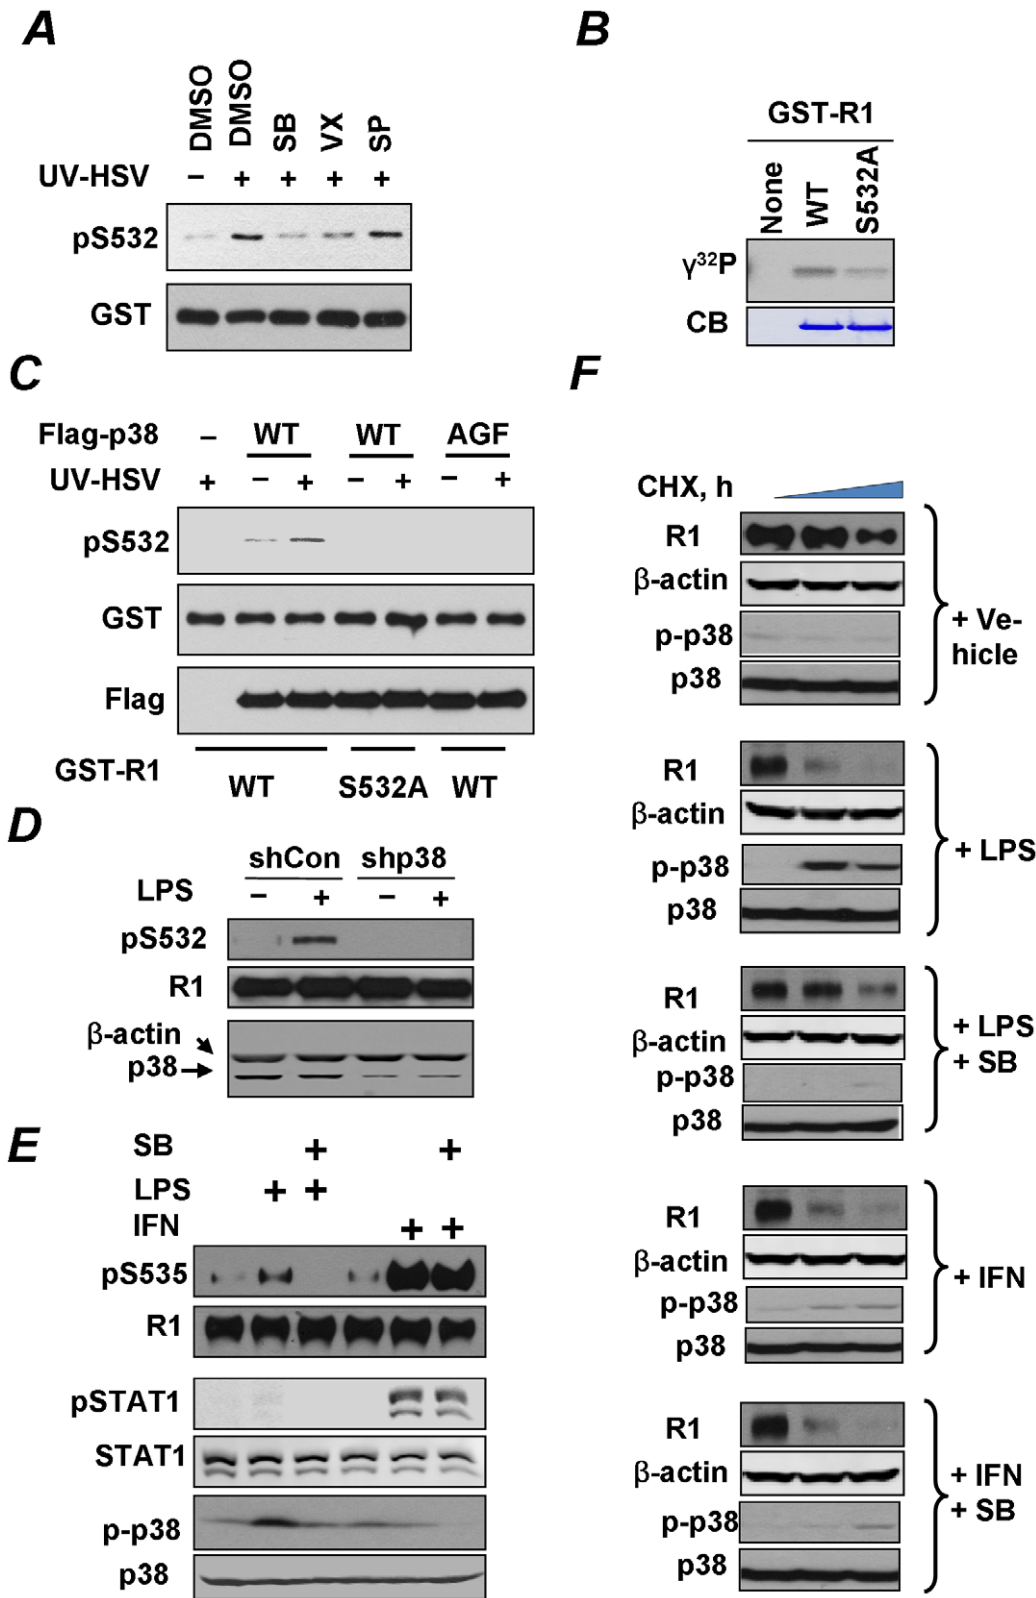 A
DMSO DMSO SB VX SP
UV-HSV – + + + +
pS532
GST
B
GST-R1
None WT S532A
γ³²P
CB
C
Flag-p38 – WT WT AGF
UV-HSV + – + – + – +
pS532
GST
Flag
GST-R1 WT S532A WT
D
shCon shp38
LPS – + – +
pS532
R1
β-actin
p38
E
SB + +
LPS + +
IFN + +
pS535
R1
pSTAT1
STAT1
p-p38
p38
F
CHX, h
R1
β-actin
p-p38
p38
+ Ve-
hicle
R1
β-actin
p-p38
p38
+ LPS
R1
β-actin
p-p38
p38
+ LPS
+ SB
R1
β-actin
p-p38
p38
+ IFN
R1
β-actin
p-p38
p38
+ IFN
+ SB